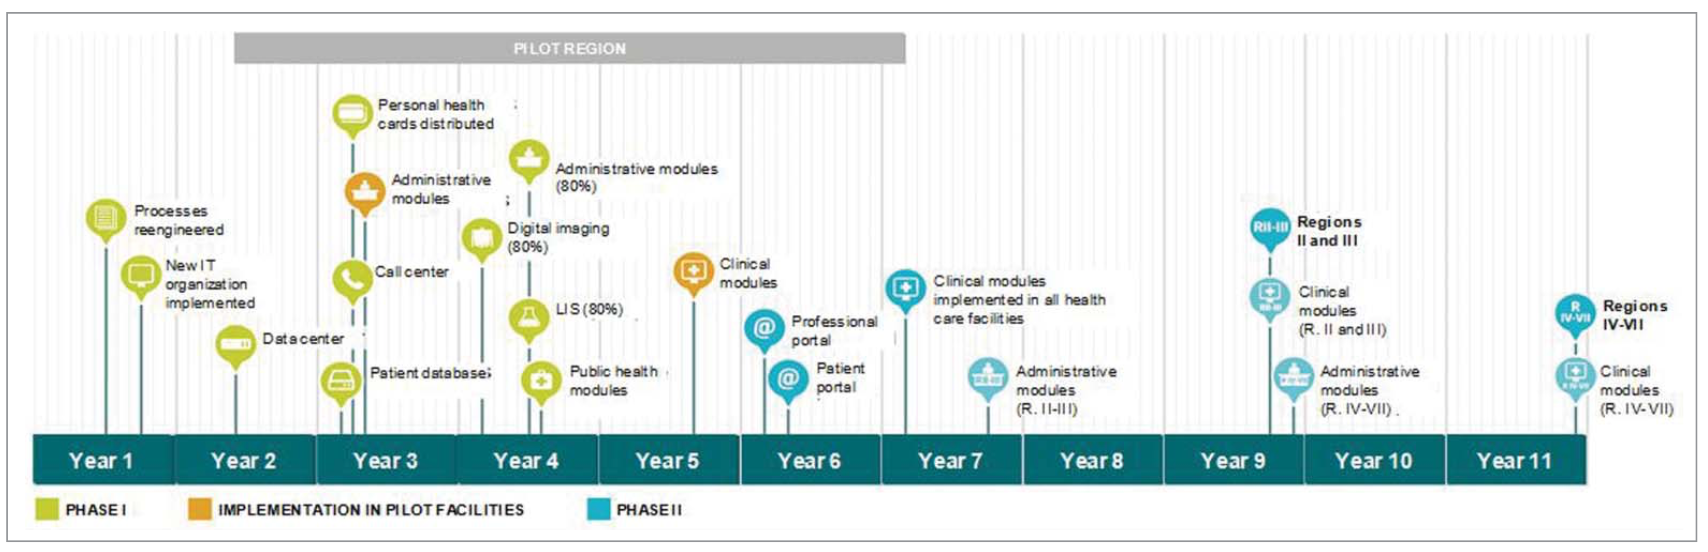 PILOT REGION
Personal health
cards distributed
Administrative modules
(80%)
Administrative
modules
Processes
reengineered
Digital imaging
(80%)
RII-III
Regions
II and III
New IT
organization
implemented
Call center
Clinical
modules
Clinical modules
implemented in all health
care facilities
Clinical
modules
(R. II and III)
LIS (80%)
@
Professional
portal
R
IV-VII
Regions
IV-VII
Data center
Patient databases
Public health
modules
@
Patient
portal
Administrative
modules
(R. II-III)
Administrative
modules
(R. IV-VII)
Clinical
modules
(R. IV-VII)
Year 1
Year 2
Year 3
Year 4
Year 5
Year 6
Year 7
Year 8
Year 9
Year 10
Year 11
PHASE I
IMPLEMENTATION IN PILOT FACILITIES
PHASE II